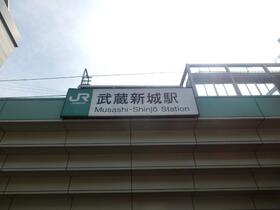 JR
武蔵新城駅
Musashi-Shinjō Station